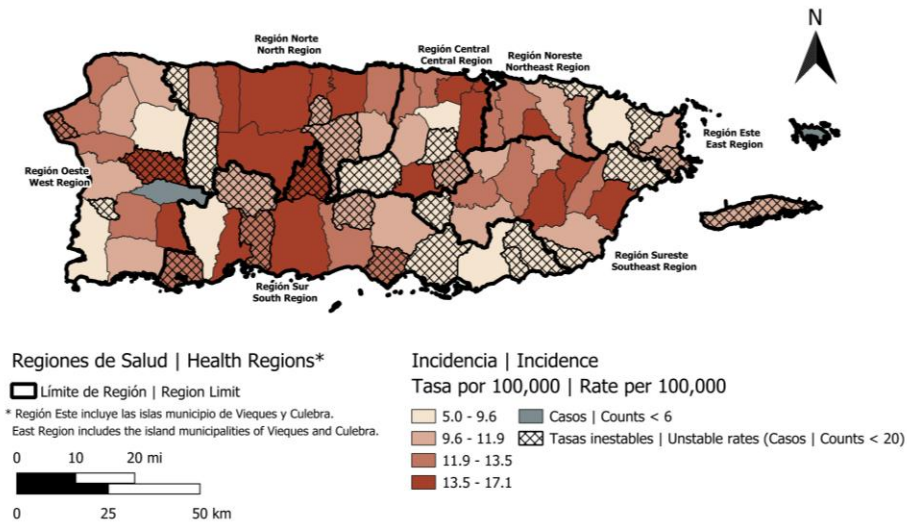 N
Región Norte
North Region
Región Central
Central Region
Región Noreste
Northeast Region
Región Este
East Region
Región Oeste
West Region
Región Sureste
Southeast Region
Región Sur
South Region
Regiones de Salud | Health Regions*
Límite de Región | Region Limit
* Región Este incluye las islas municipio de Vieques y Culebra.
East Region includes the island municipalities of Vieques and Culebra.
0 10 20 mi
0 25 50 km
Incidencia | Incidence
Tasa por 100,000 | Rate per 100,000
5.0 - 9.6
Casos | Counts < 6
9.6 - 11.9
Tasas inestables | Unstable rates (Casos | Counts < 20)
11.9 - 13.5
13.5 - 17.1